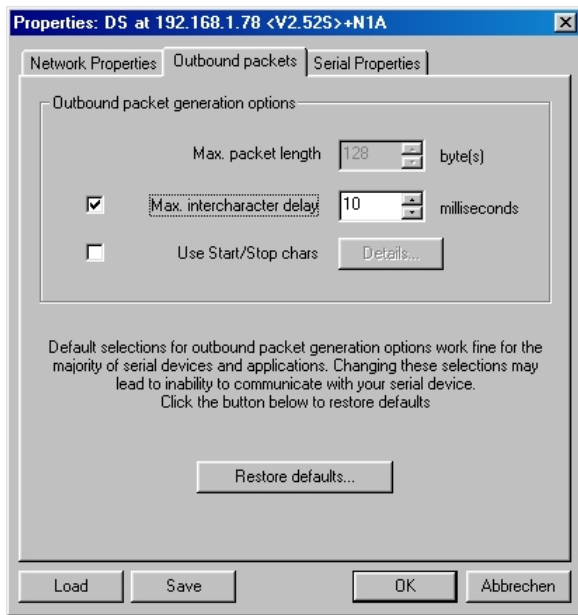 Properties: DS at 192.168.1.78 <V2.52S>+N1A
Network Properties Outbound packets Serial Properties
Outbound packet generation options
Max. packet length 128 byte(s)
Max. intercharacter delay 10 milliseconds
Use Start/Stop chars Details...
Default selections for outbound packet generation options work fine for the
majority of serial devices and applications. Changing these selections may
lead to inability to communicate with your serial device.
Click the button below to restore defaults
Restore defaults...
Load Save OK Abbrechen